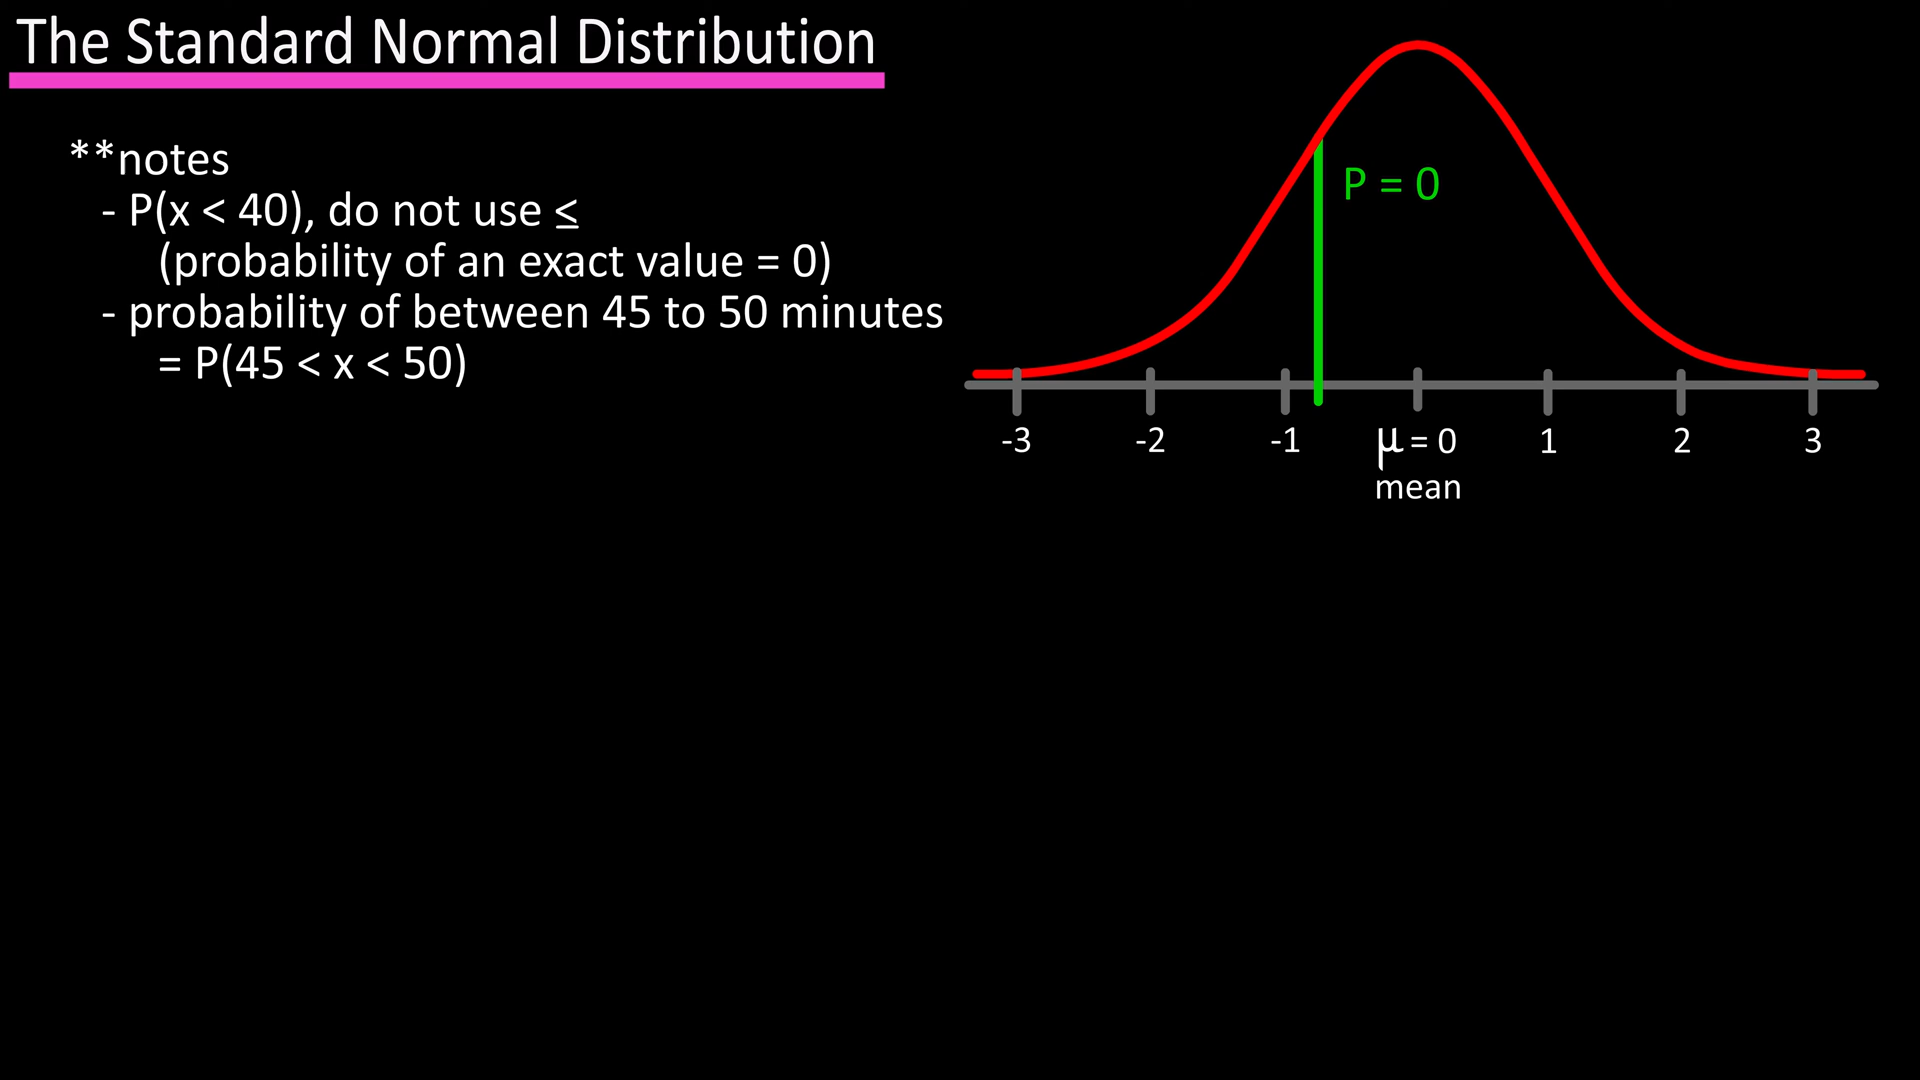 The Standard Normal Distribution
**notes
- P(x < 40), do not use ≤
(probability of an exact value = 0)
- probability of between 45 to 50 minutes
= P(45 < x < 50)
P = 0
-3 -2 -1 μ = 0 1 2 3
mean